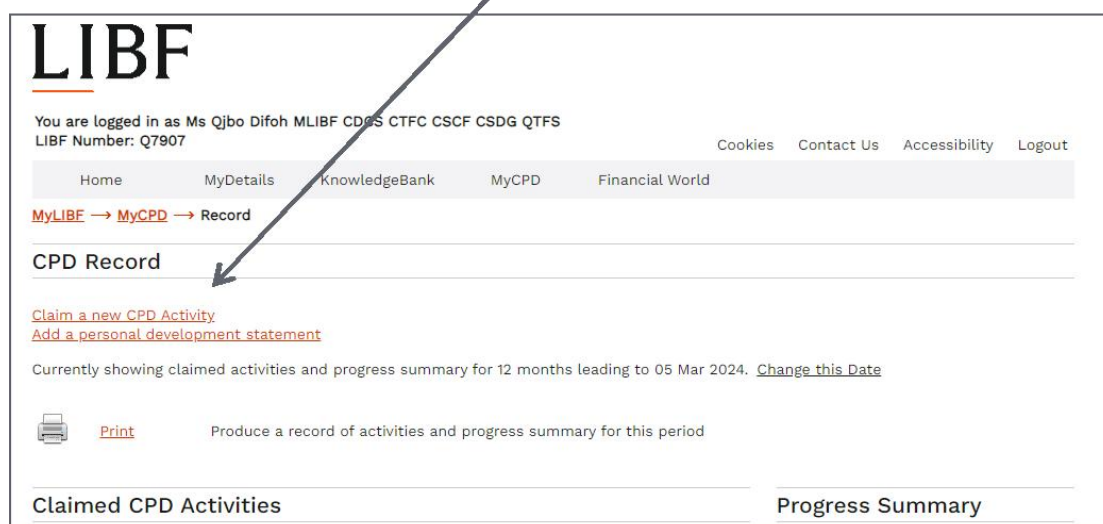 LIBF
You are logged in as Ms Qjbo Difoh MLIBF CDCS CTFC CSCF CSDG QTFS
LIBF Number: Q7907
Cookies Contact Us Accessibility Logout
Home MyDetails KnowledgeBank MyCPD Financial World
MyLIBF → MyCPD → Record
CPD Record
Claim a new CPD Activity
Add a personal development statement
Currently showing claimed activities and progress summary for 12 months leading to 05 Mar 2024. Change this Date
Print Produce a record of activities and progress summary for this period
Claimed CPD Activities Progress Summary